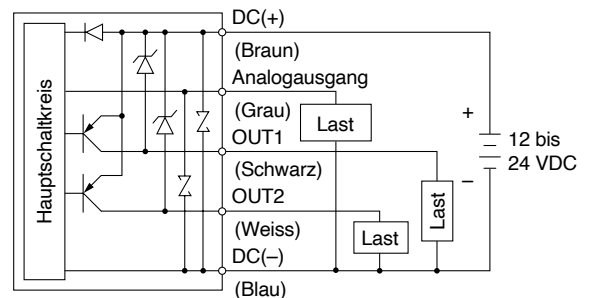 Hauptschaltkreis
DC(+)
(Braun)
Analogausgang
(Grau)
Last
OUT1
(Schwarz)
Last
OUT2
(Weiss)
Last
DC(–)
(Blau)
+
12 bis
24 VDC
–